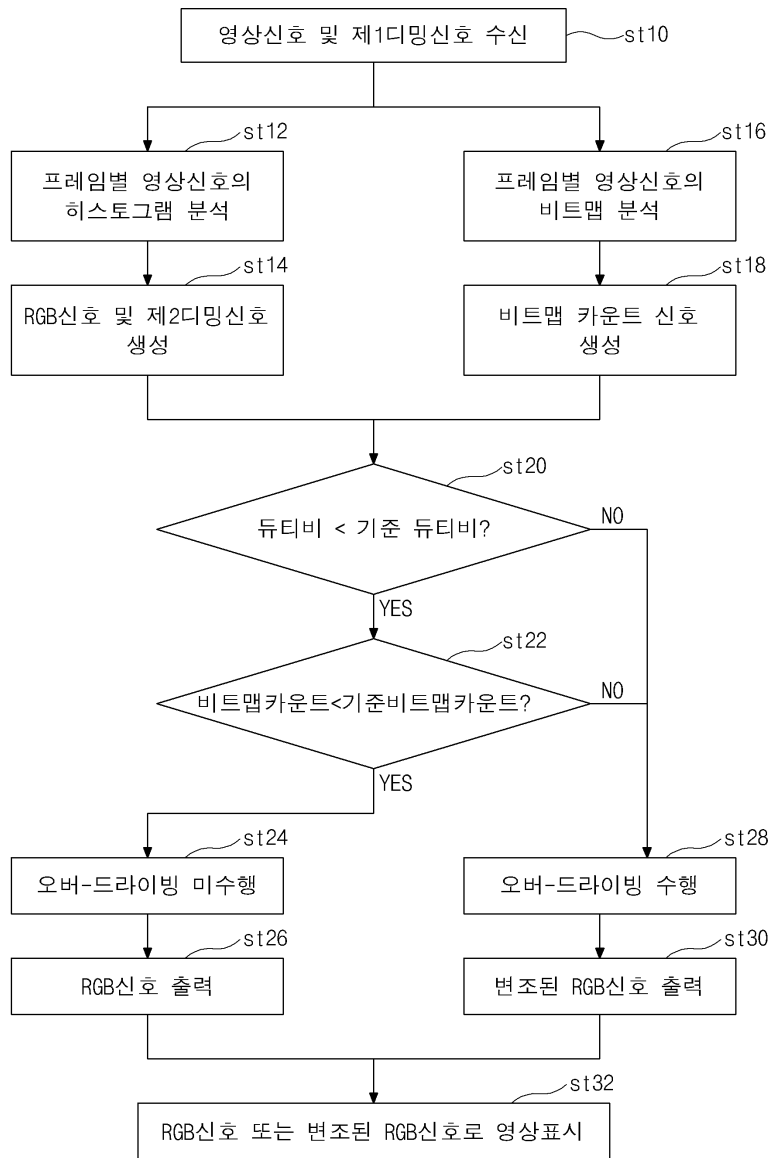 영상신호 및 제1디밍신호 수신
st10
st12
프레임별 영상신호의
히스토그램 분석
st16
프레임별 영상신호의
비트맵 분석
st14
RGB신호 및 제2디밍신호
생성
st18
비트맵 카운트 신호
생성
st20
듀티비 < 기준 듀티비?
NO
YES
st22
비트맵카운트<기준비트맵카운트?
NO
YES
st24
오버-드라이빙 미수행
st28
오버-드라이빙 수행
st26
RGB신호 출력
st30
변조된 RGB신호 출력
st32
RGB신호 또는 변조된 RGB신호로 영상표시